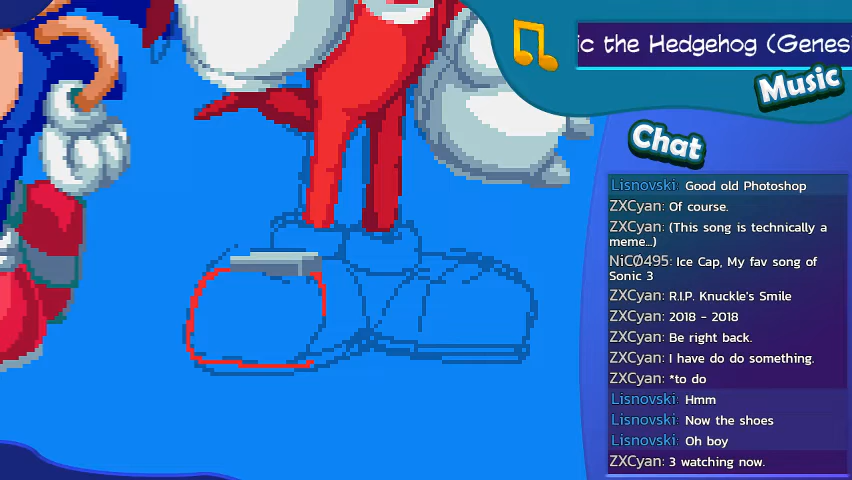 ic the Hedgehog (Genes
Music
Chat
Lisnovski: Good old Photoshop
ZXCyan: Of course.
ZXCyan: (This song is technically a
meme...)
NiCØ495: Ice Cap, My fav song of
Sonic 3
ZXCyan: R.I.P. Knuckle's Smile
ZXCyan: 2018 - 2018
ZXCyan: Be right back.
ZXCyan: I have do do something.
ZXCyan: *to do
Lisnovski: Hmm
Lisnovski: Now the shoes
Lisnovski: Oh boy
ZXCyan: 3 watching now.